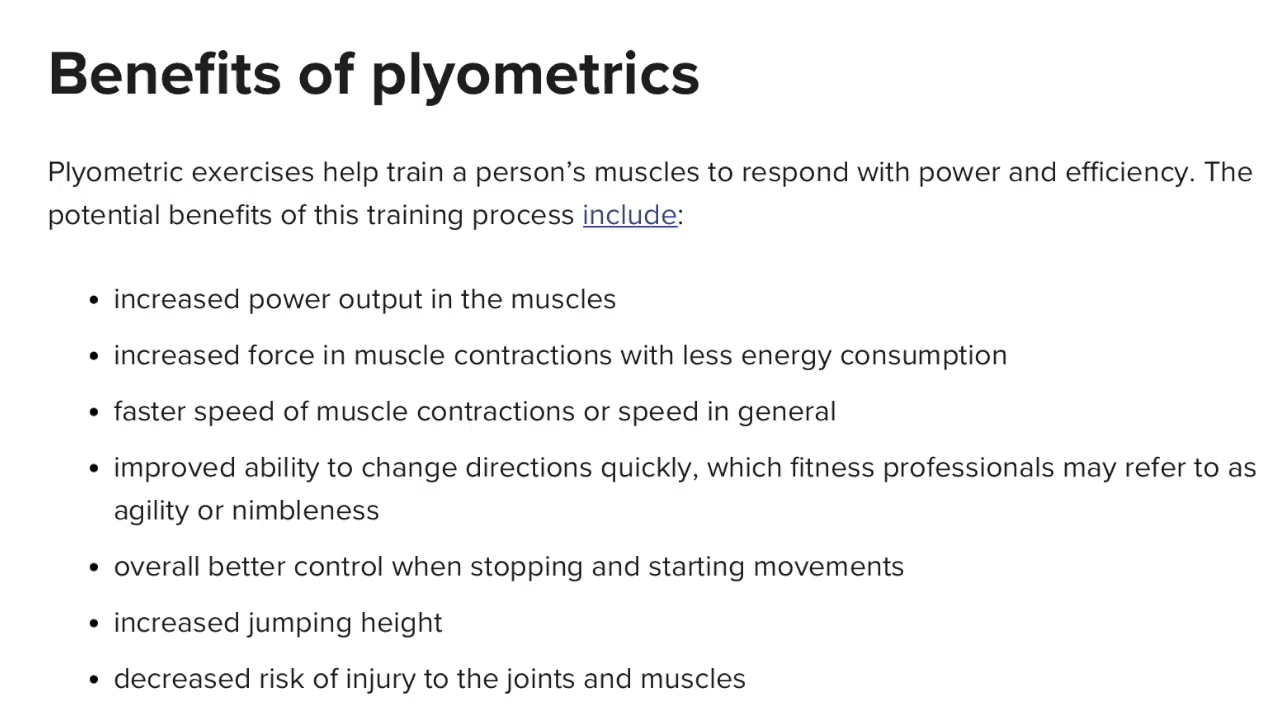 Benefits of plyometrics
Plyometric exercises help train a person’s muscles to respond with power and efficiency. The
potential benefits of this training process include:
• increased power output in the muscles
• increased force in muscle contractions with less energy consumption
• faster speed of muscle contractions or speed in general
• improved ability to change directions quickly, which fitness professionals may refer to as
agility or nimbleness
• overall better control when stopping and starting movements
• increased jumping height
• decreased risk of injury to the joints and muscles